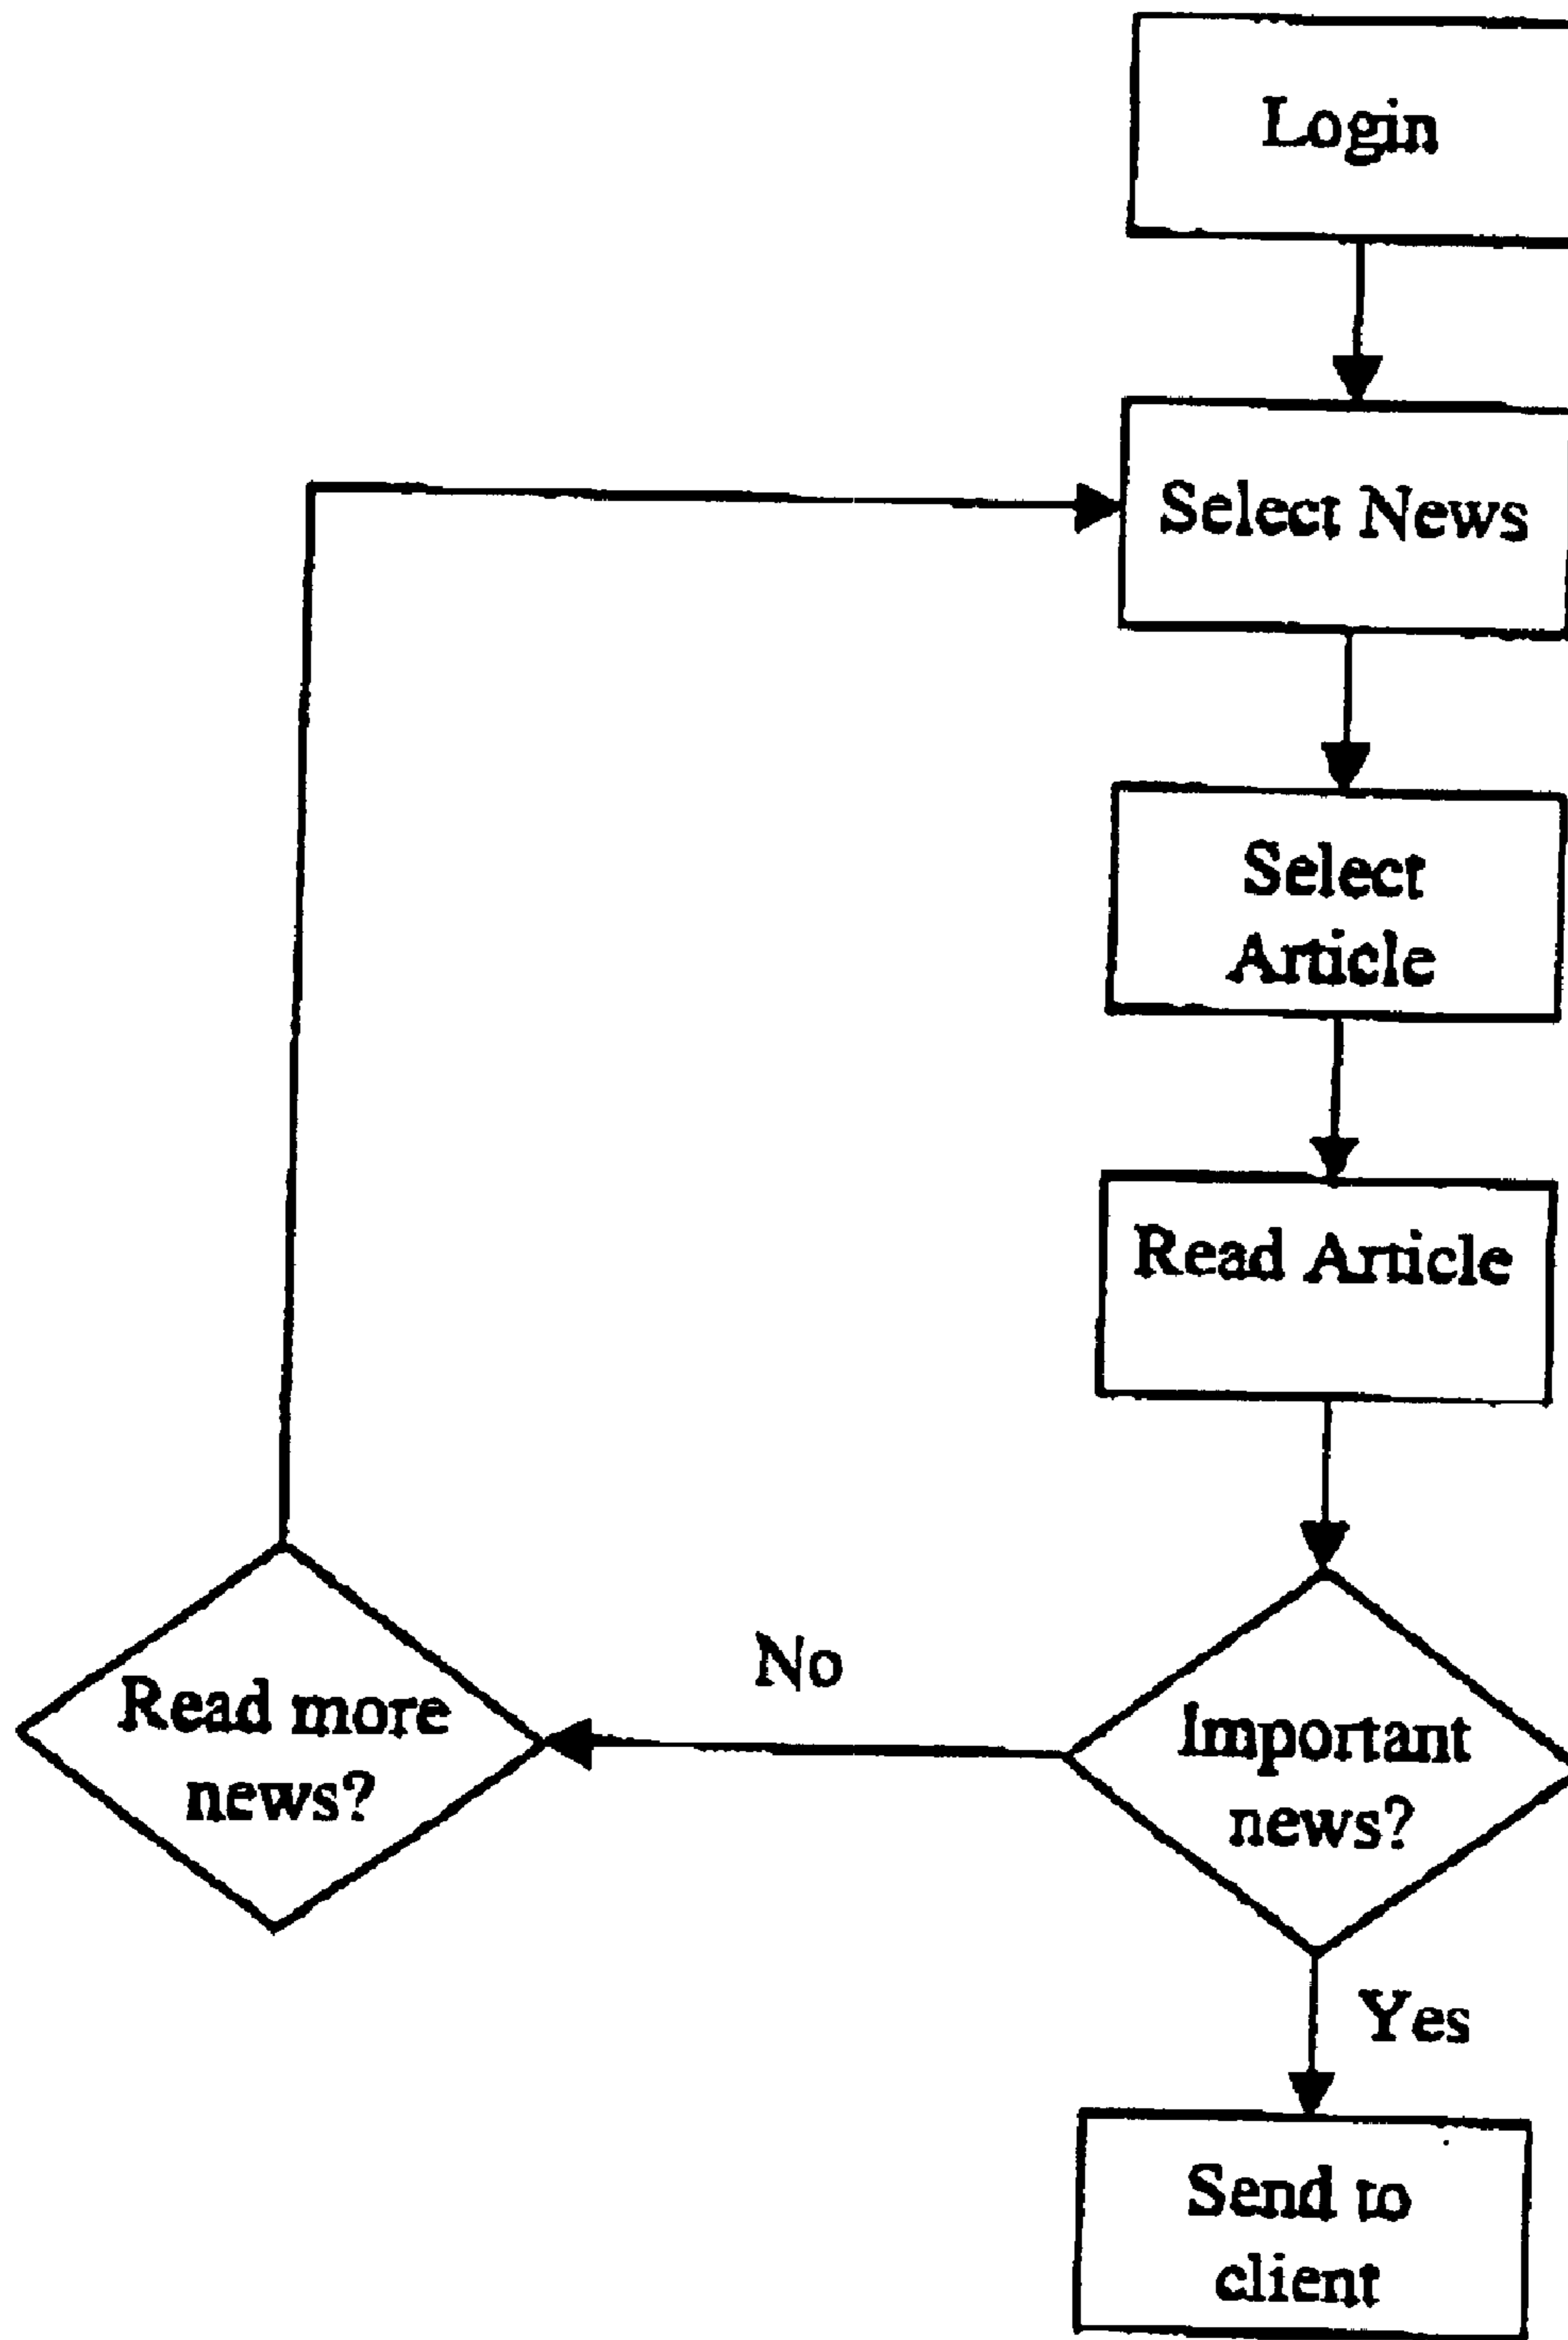 Login
Select News
Select
Article
Read Article
No
Read more
news?
Important
news?
Yes
Send to
client